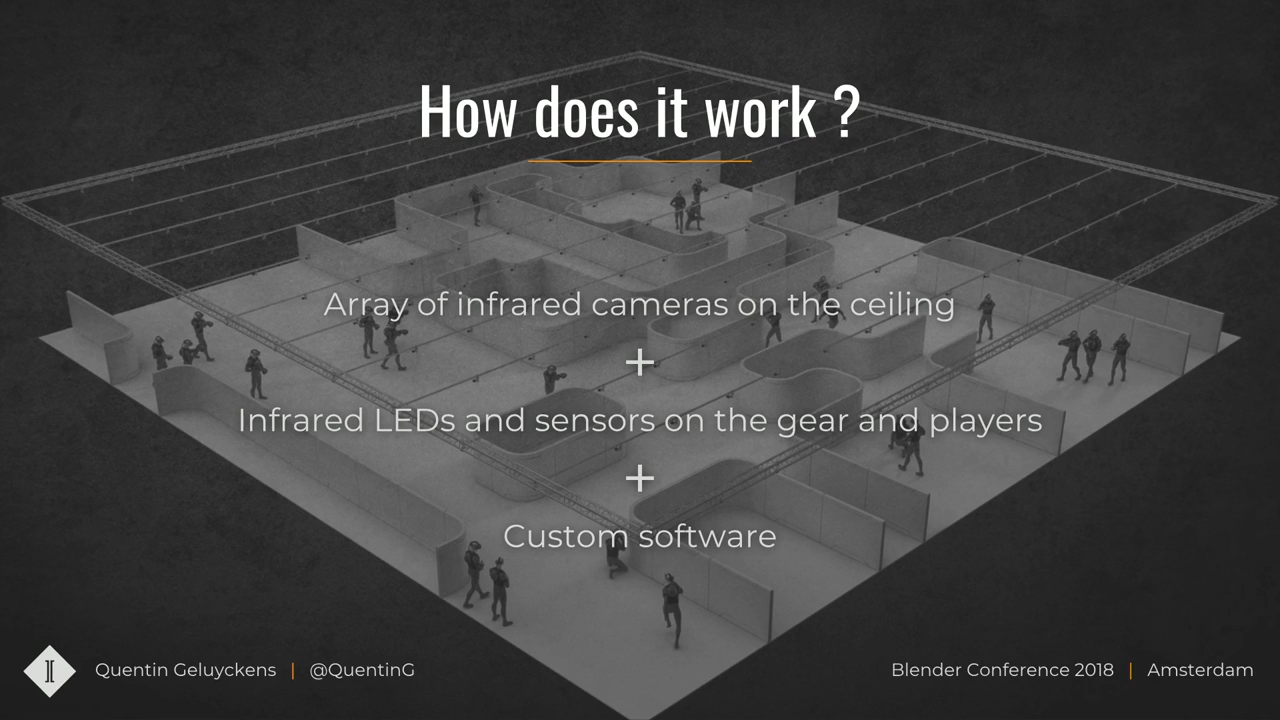 How does it work ?
Array of infrared cameras on the ceiling
+
Infrared LEDs and sensors on the gear and players
+
Custom software
Quentin Geluyckens | @QuentinG
Blender Conference 2018 | Amsterdam